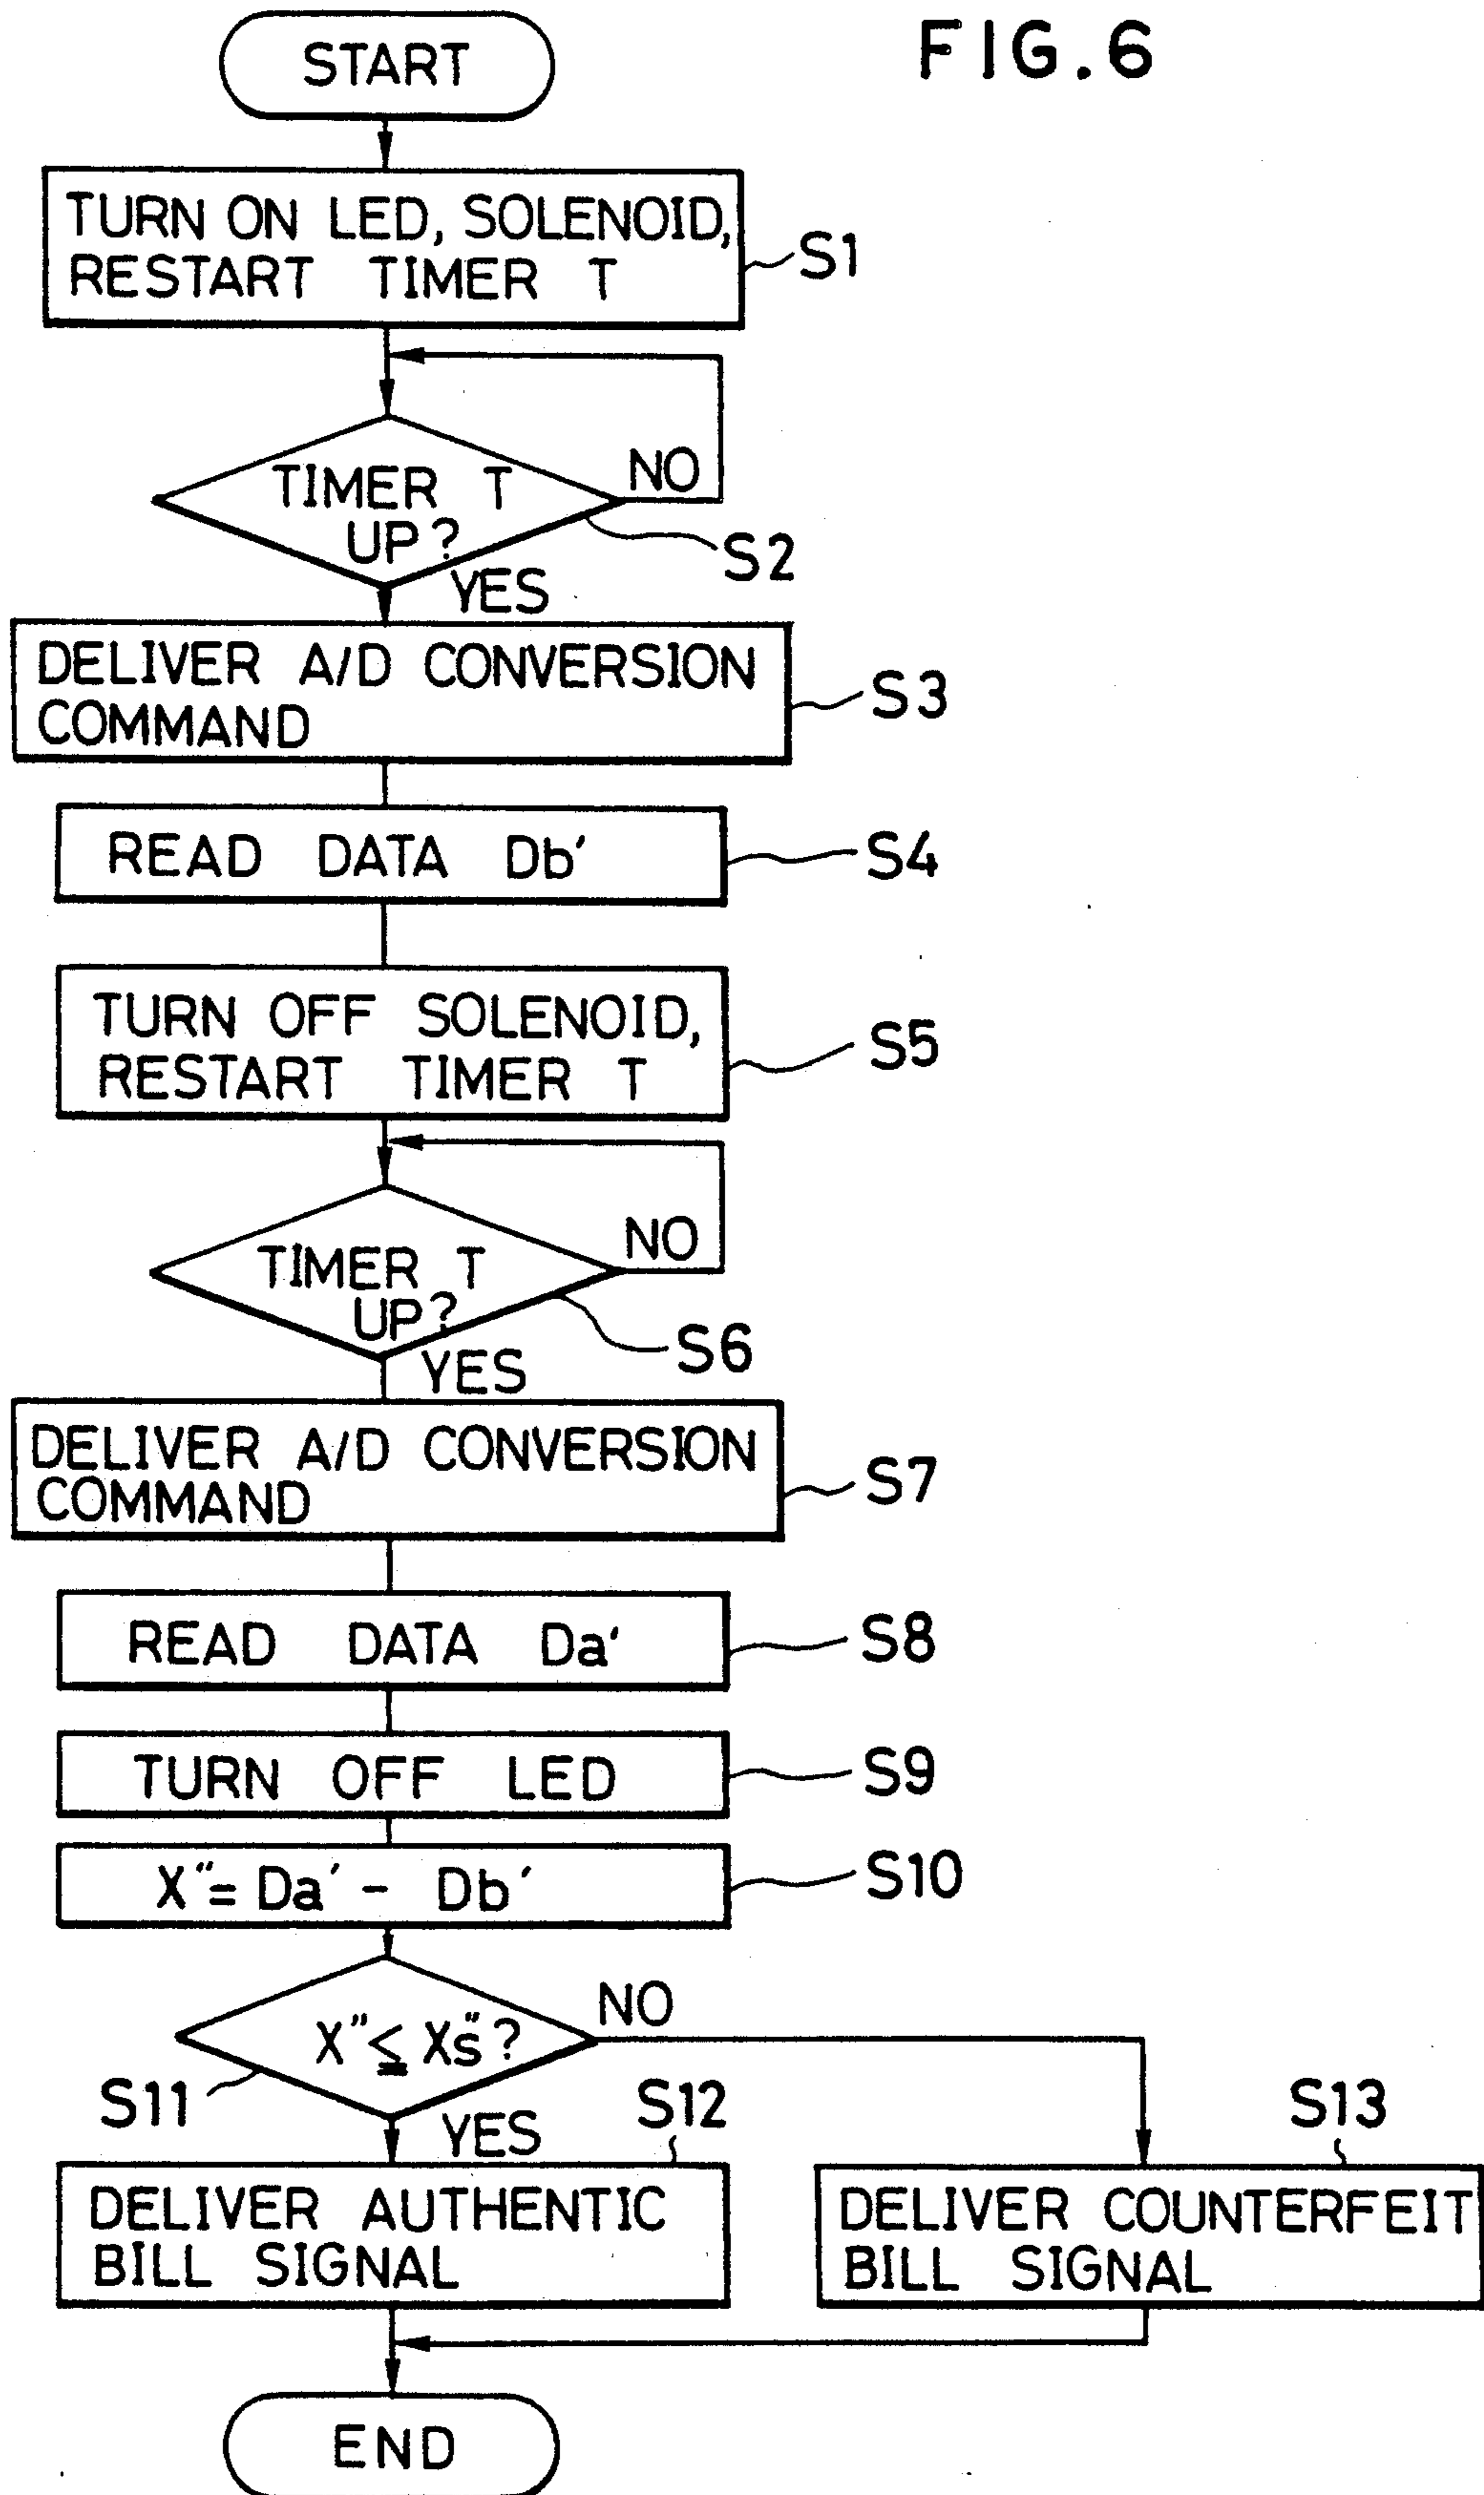 FIG.6
START
TURN ON LED, SOLENOID,
RESTART TIMER T
S1
TIMER T
UP?
NO
S2
YES
DELIVER A/D CONVERSION
COMMAND
S3
READ DATA Db'
S4
TURN OFF SOLENOID,
RESTART TIMER T
S5
TIMER T
UP?
NO
S6
YES
DELIVER A/D CONVERSION
COMMAND
S7
READ DATA Da'
S8
TURN OFF LED
S9
X"= Da' - Db'
S10
X" ≦ Xs"?
NO
S11
YES
S12
S13
DELIVER AUTHENTIC
BILL SIGNAL
DELIVER COUNTERFEIT
BILL SIGNAL
END